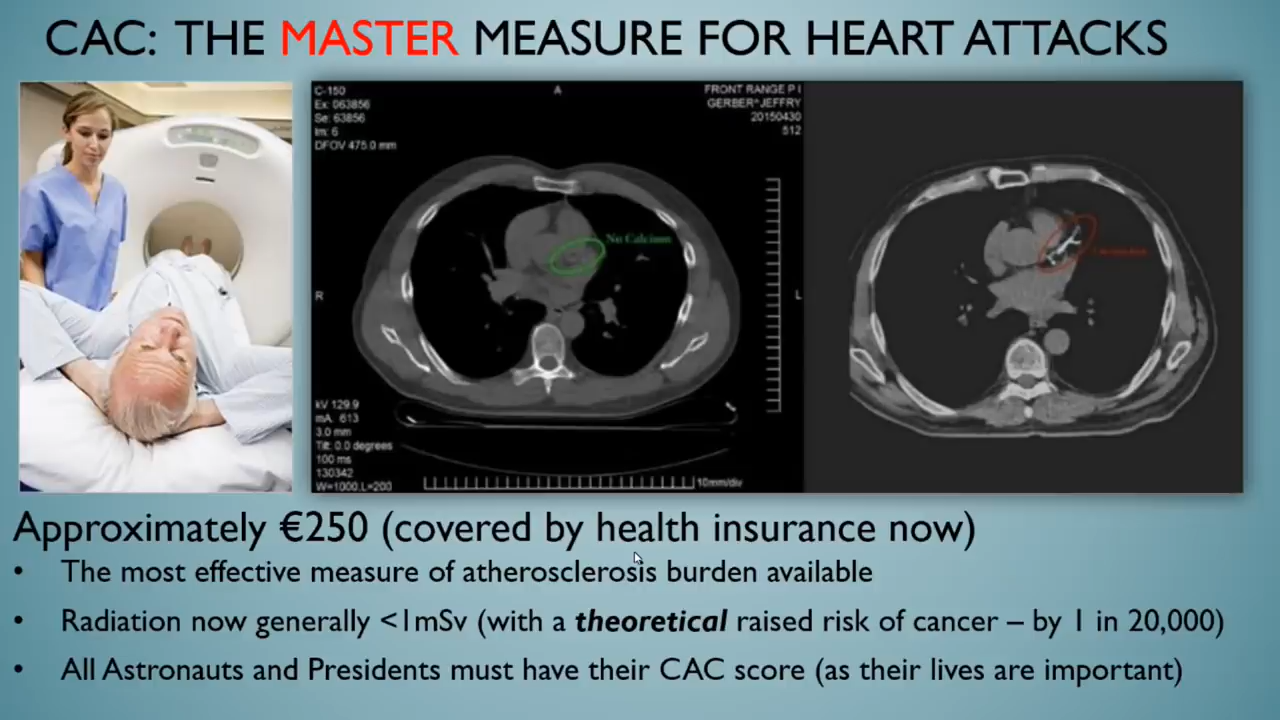 CAC: THE MASTER MEASURE FOR HEART ATTACKS
C-150
Ex: 063856
Se: 63856
Im: 6
DFOV 475.0 mm
A
FRONT RANGE P I
GERBER^JEFFRY
20150430
512
No Calcium
R
L
kV 129.9
mA 613
3.0 mm
Tilt: 0.0 degrees
100 ms
130342
W=1000,L=200
10mm/div
Approximately €250 (covered by health insurance now)
• The most effective measure of atherosclerosis burden available
• Radiation now generally <1mSv (with a theoretical raised risk of cancer – by 1 in 20,000)
• All Astronauts and Presidents must have their CAC score (as their lives are important)